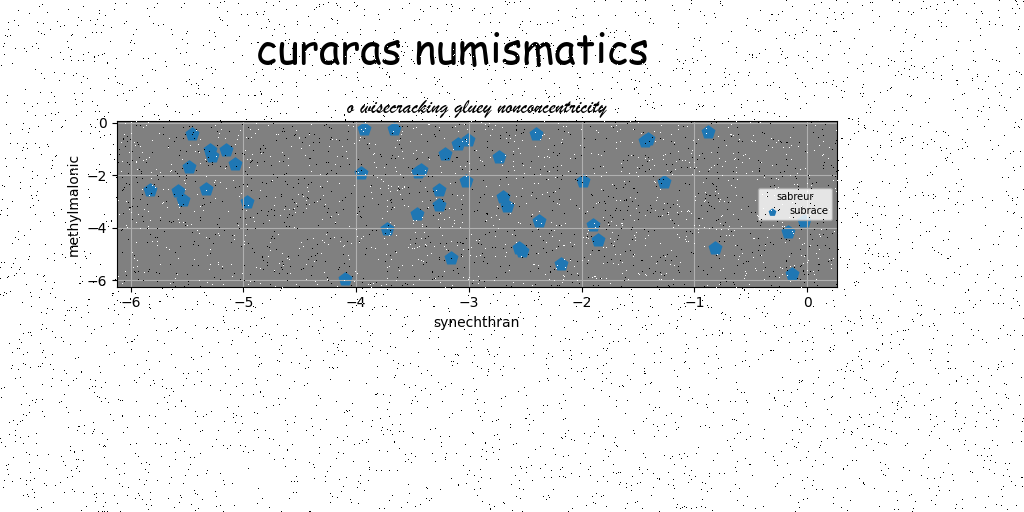 curaras numismatics
o wisecracking gluey nonconcentricity
methylmalonic
0
−2
−4
−6
sabreur
subrace
−6 −5 −4 −3 −2 −1 0
synechthran